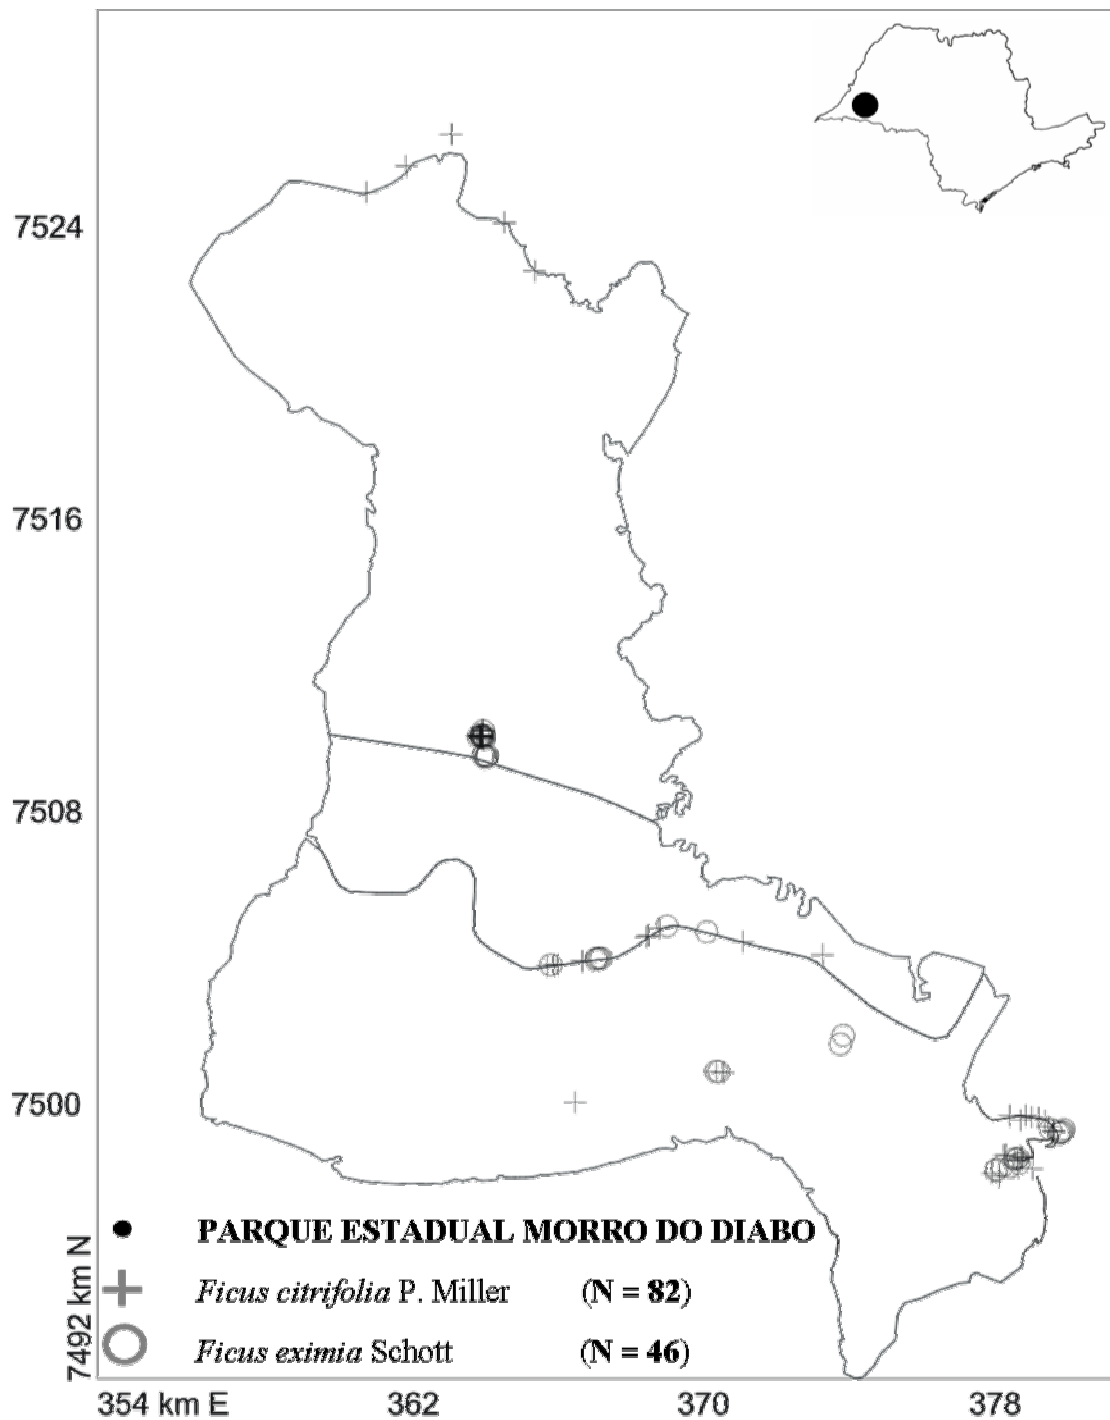 7524
7516
7508
7500
7492 km N
PARQUE ESTADUAL MORRO DO DIABO
Ficus citrifolia P. Miller (N = 82)
Ficus eximia Schott (N = 46)
354 km E 362 370 378